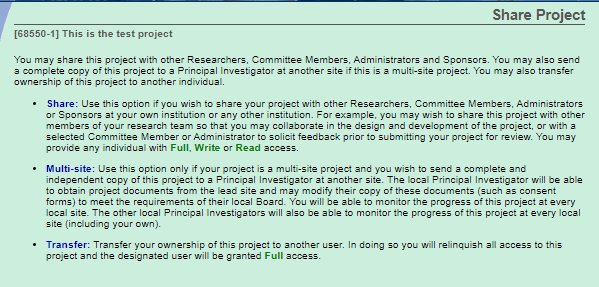 Share Project
[68550-1] This is the test project
You may share this project with other Researchers, Committee Members, Administrators and Sponsors. You may also send
a complete copy of this project to a Principal Investigator at another site if this is a multi-site project. You may also transfer
ownership of this project to another individual.
• Share: Use this option if you wish to share your project with other Researchers, Committee Members, Administrators
or Sponsors at your own institution or any other institution. For example, you may wish to share this project with other
members of your research team so that you may collaborate in the design and development of the project, or with a
selected Committee Member or Administrator to solicit feedback prior to submitting your project for review. You may
provide any individual with Full, Write or Read access.
• Multi-site: Use this option only if your project is a multi-site project and you wish to send a complete and
independent copy of this project to a Principal Investigator at another site. The local Principal Investigator will be able
to obtain project documents from the lead site and may modify their copy of these documents (such as consent
forms) to meet the requirements of their local Board. You will be able to monitor the progress of this project at every
local site. The other local Principal Investigators will also be able to monitor the progress of this project at every local
site (including your own).
• Transfer: Transfer your ownership of this project to another user. In doing so you will relinquish all access to this
project and the designated user will be granted Full access.